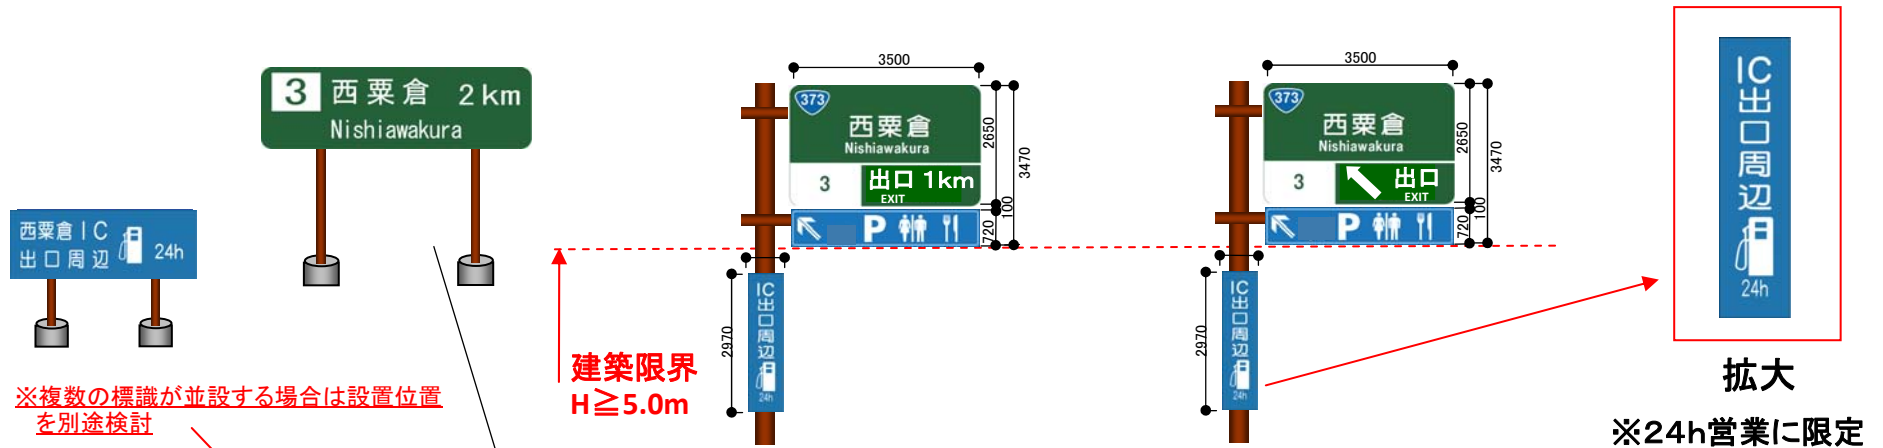 3 西粟倉 2km
Nishiawakura
西粟倉IC
出口周辺 24h
※複数の標識が並設する場合は設置位置
を別途検討
3500
373
西粟倉
Nishiawakura
3 出口 1km
EXIT
P
2650
100
720
3470
IC出口周辺
24h
2970
建築限界
H≧5.0m
3500
373
西粟倉
Nishiawakura
3 出口
EXIT
P
2650
100
720
3470
IC出口周辺
24h
2970
IC出口周辺
24h
拡大
※24h営業に限定